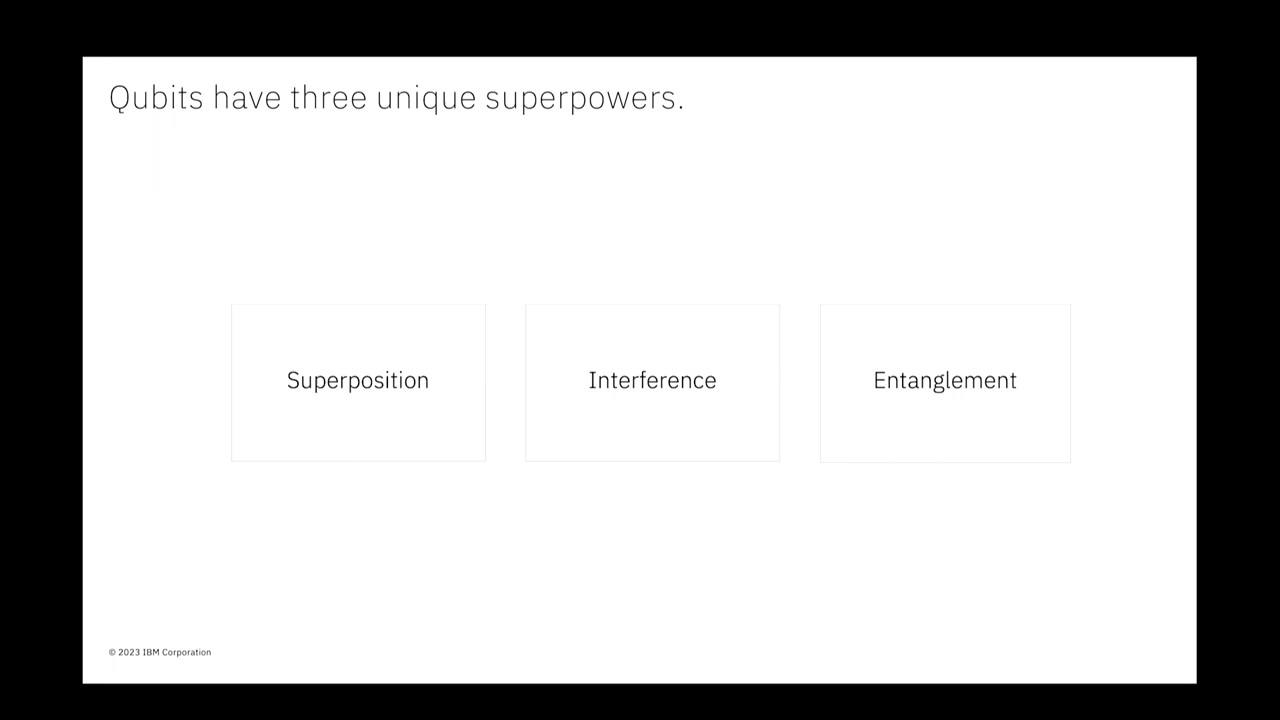 Qubits have three unique superpowers.
Superposition
Interference
Entanglement
© 2023 IBM Corporation